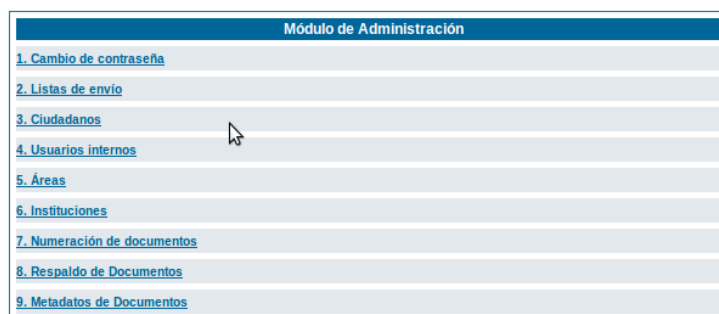 Módulo de Administración
1. Cambio de contraseña
2. Listas de envío
3. Ciudadanos
4. Usuarios internos
5. Áreas
6. Instituciones
7. Numeración de documentos
8. Respaldo de Documentos
9. Metadatos de Documentos